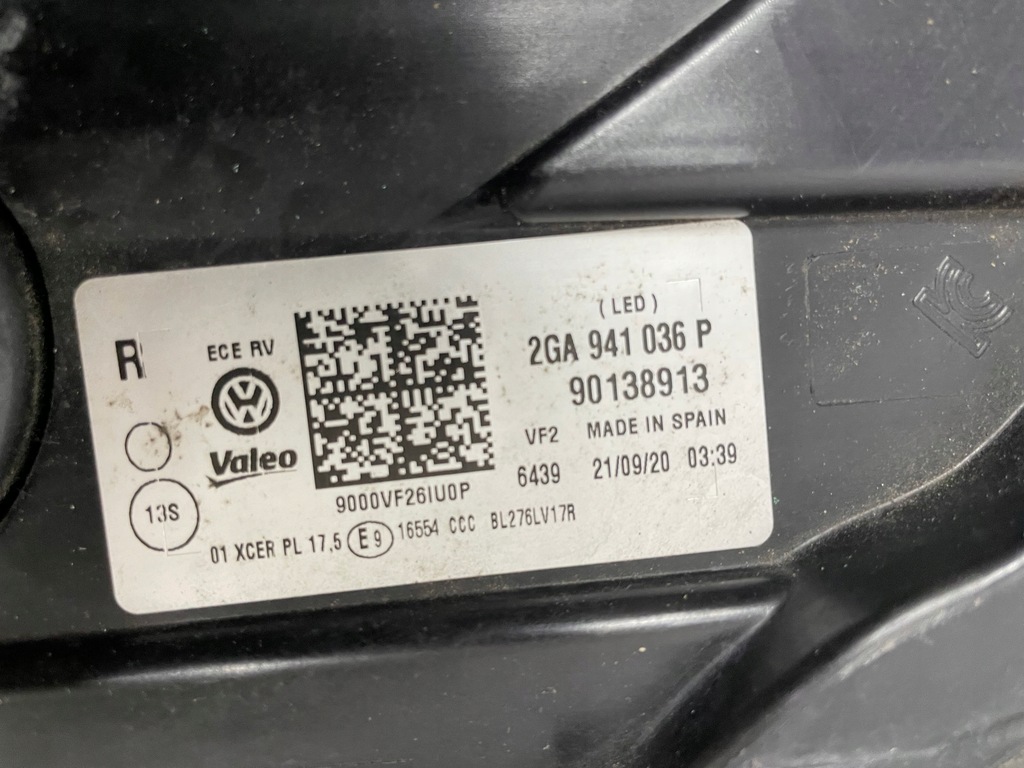 R
ECE RV
Valeo
13S
9000VF26IU0P
01 XCER PL 17,5 E9 16554 CCC BL276LV17R
(LED)
2GA 941 036 P
90138913
VF2 MADE IN SPAIN
6439 21/09/20 03:39